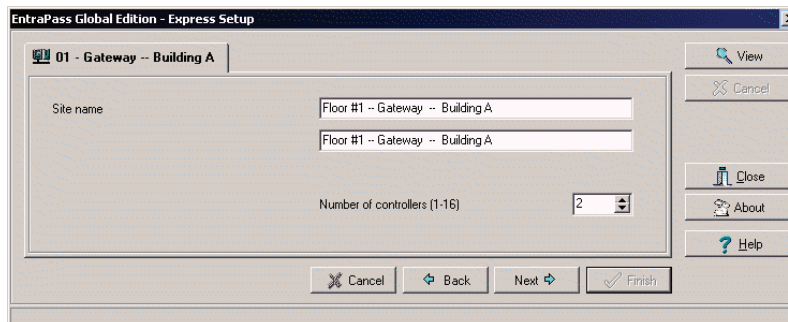 EntraPass Global Edition - Express Setup
01 - Gateway -- Building A
View
Cancel
Site name
Floor #1 -- Gateway -- Building A
Floor #1 -- Gateway -- Building A
Close
Number of controllers (1-16)
2
About
Help
Cancel
Back
Next
Finish